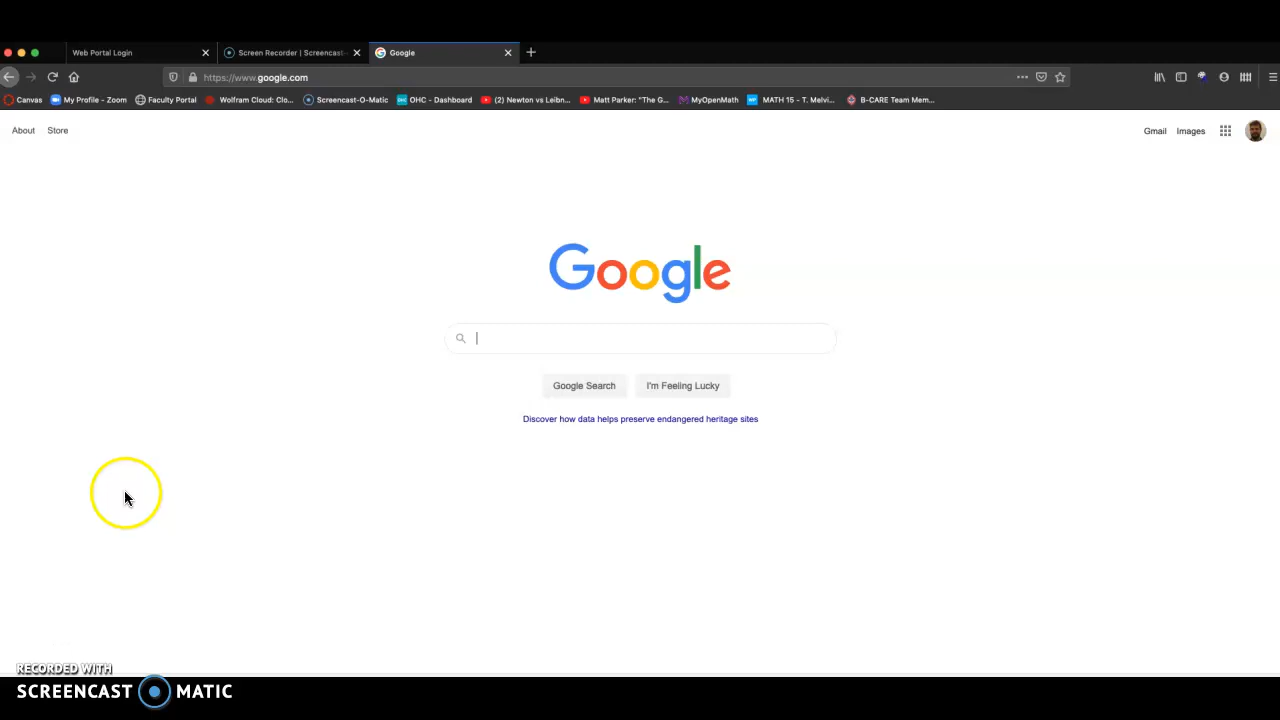 Web Portal Login
Screen Recorder | Screencast-
Google
https://www.google.com
Canvas
My Profile - Zoom
Faculty Portal
Wolfram Cloud: Clo...
Screencast-O-Matic
OHC - Dashboard
(2) Newton vs Leibn...
Matt Parker: "The G...
MyOpenMath
MATH 15 - T. Melvi...
B-CARE Team Mem...
About
Store
Gmail
Images
Google
Google Search
I'm Feeling Lucky
Discover how data helps preserve endangered heritage sites
RECORDED WITH
SCREENCAST MATIC